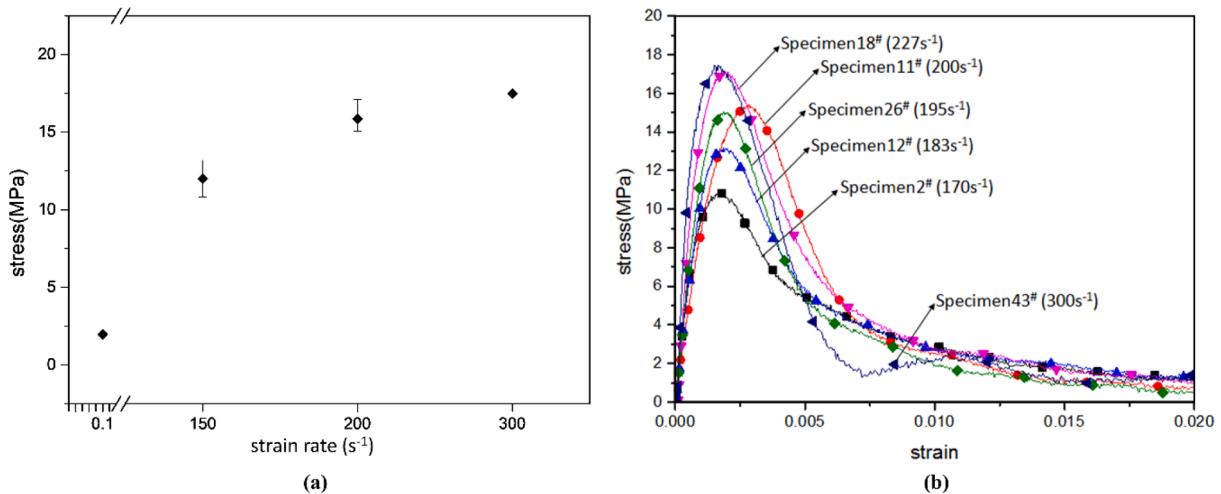 20
15
10
5
0
stress(MPa)
0.1 150 200 300
strain rate (s⁻¹)
(a)
20
18
16
14
12
10
8
6
4
2
0
stress(MPa)
Specimen18# (227s⁻¹)
Specimen11# (200s⁻¹)
Specimen26# (195s⁻¹)
Specimen12# (183s⁻¹)
Specimen2# (170s⁻¹)
Specimen43# (300s⁻¹)
0.000 0.005 0.010 0.015 0.020
strain
(b)